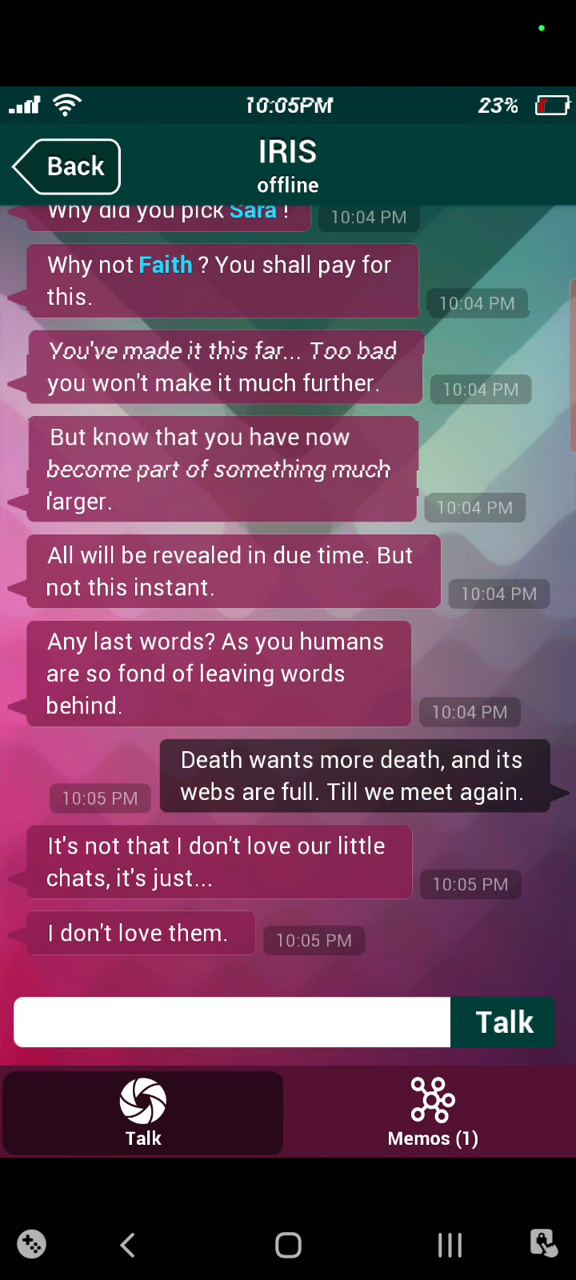 10:05PM
23%
Back
IRIS
offline
Why did you pick Sara !
10:04 PM
Why not Faith ? You shall pay for
this.
10:04 PM
You've made it this far... Too bad
you won't make it much further.
10:04 PM
But know that you have now
become part of something much
larger.
10:04 PM
All will be revealed in due time. But
not this instant.
10:04 PM
Any last words? As you humans
are so fond of leaving words
behind.
10:04 PM
Death wants more death, and its
webs are full. Till we meet again.
10:05 PM
It's not that I don't love our little
chats, it's just...
10:05 PM
I don't love them.
10:05 PM
Talk
Talk
Memos (1)